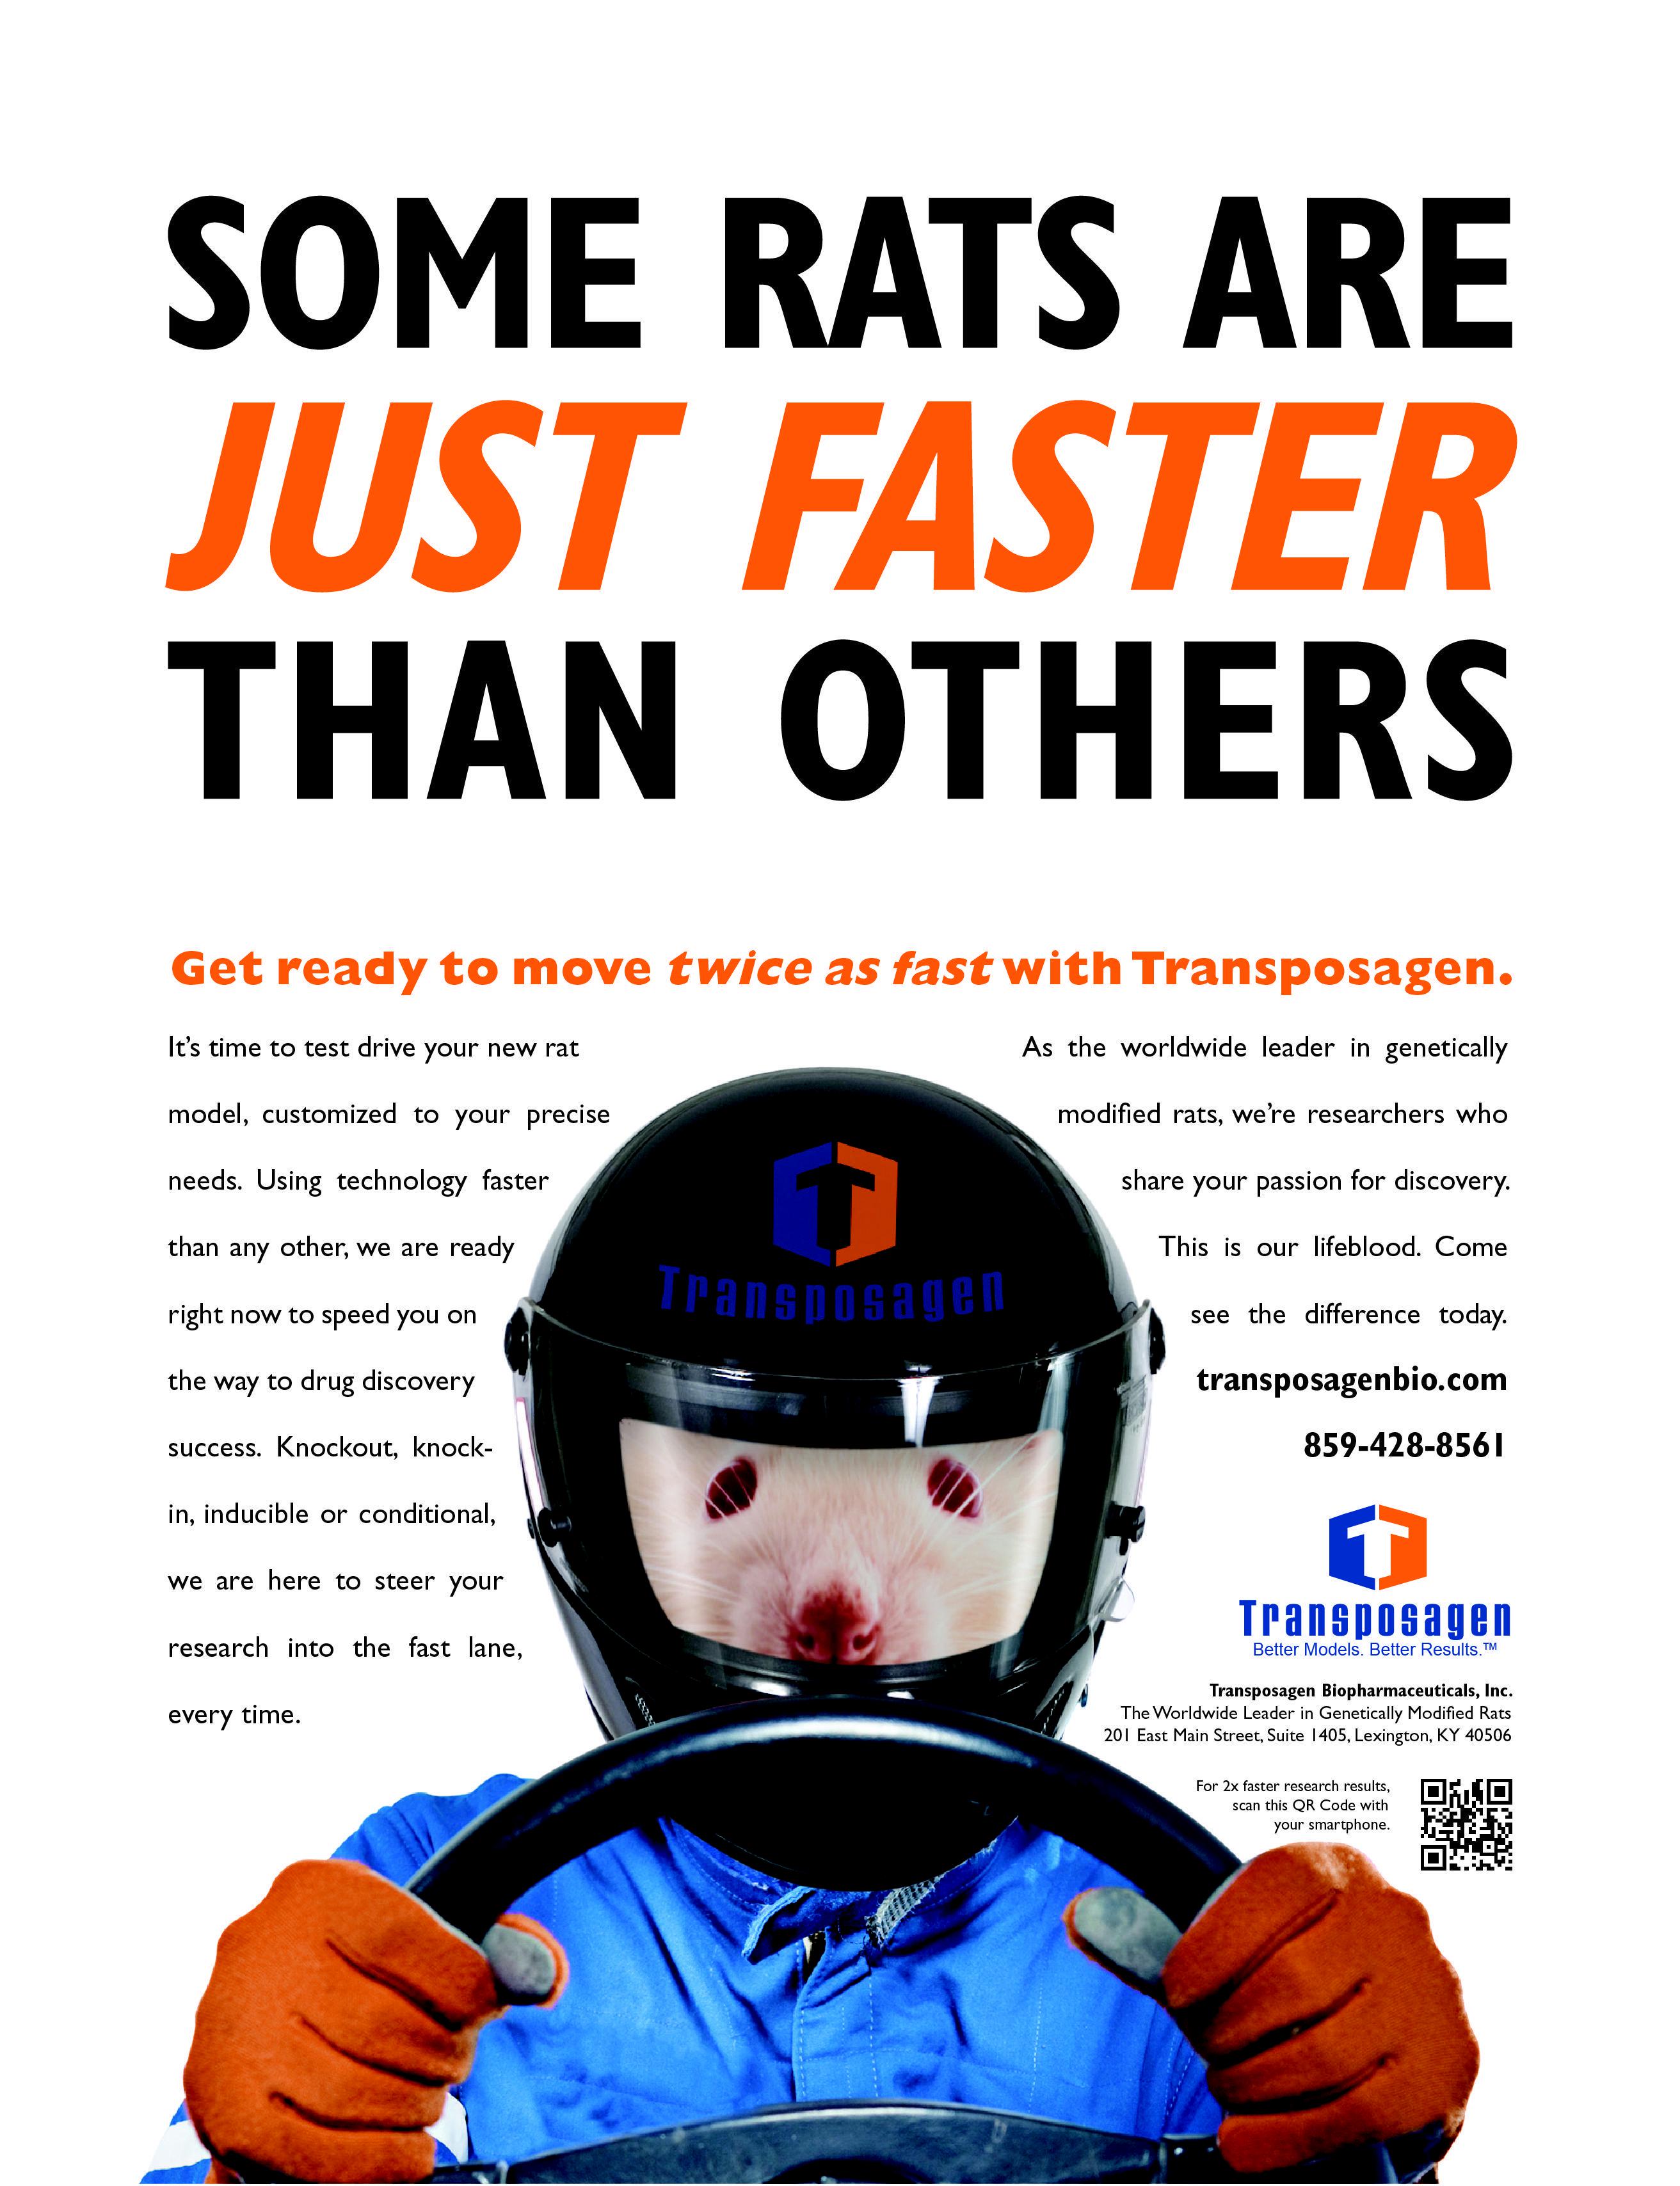 SOME RATS ARE
JUST FASTER
THAN OTHERS
Get ready to move twice as fast with Transposagen.
It’s time to test drive your new rat
model, customized to your precise
needs. Using technology faster
than any other, we are ready
right now to speed you on
the way to drug discovery
success. Knockout, knock-
in, inducible or conditional,
we are here to steer your
research into the fast lane,
every time.
As the worldwide leader in genetically
modified rats, we’re researchers who
share your passion for discovery.
This is our lifeblood. Come
see the difference today.
transposagenbio.com
859-428-8561
T
Transposagen
T
Transposagen
Better Models. Better Results.™
Transposagen Biopharmaceuticals, Inc.
The Worldwide Leader in Genetically Modified Rats
201 East Main Street, Suite 1405, Lexington, KY 40506
For 2x faster research results,
scan this QR Code with
your smartphone.